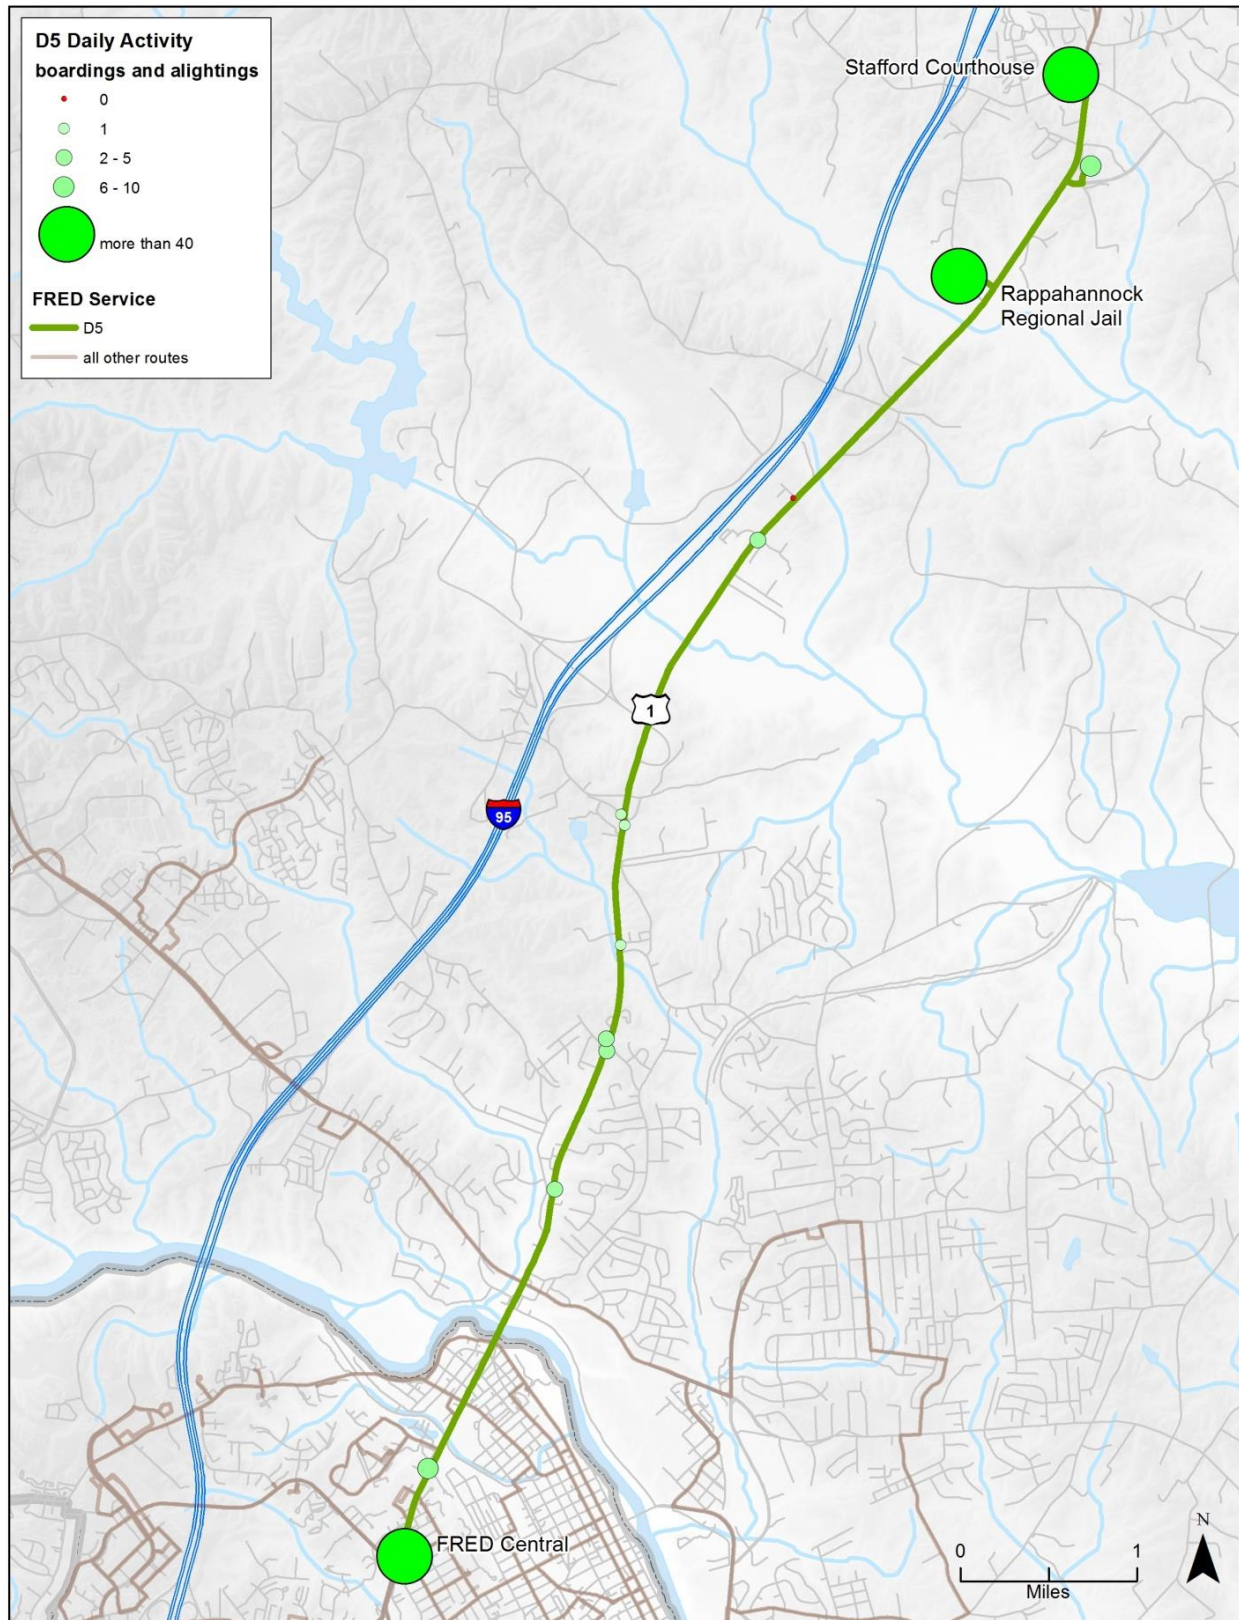 D5 Daily Activity
boardings and alightings
0
1
2 - 5
6 - 10
more than 40
FRED Service
D5
all other routes
Stafford Courthouse
Rappahannock
Regional Jail
1
95
FRED Central
N
0 1
Miles